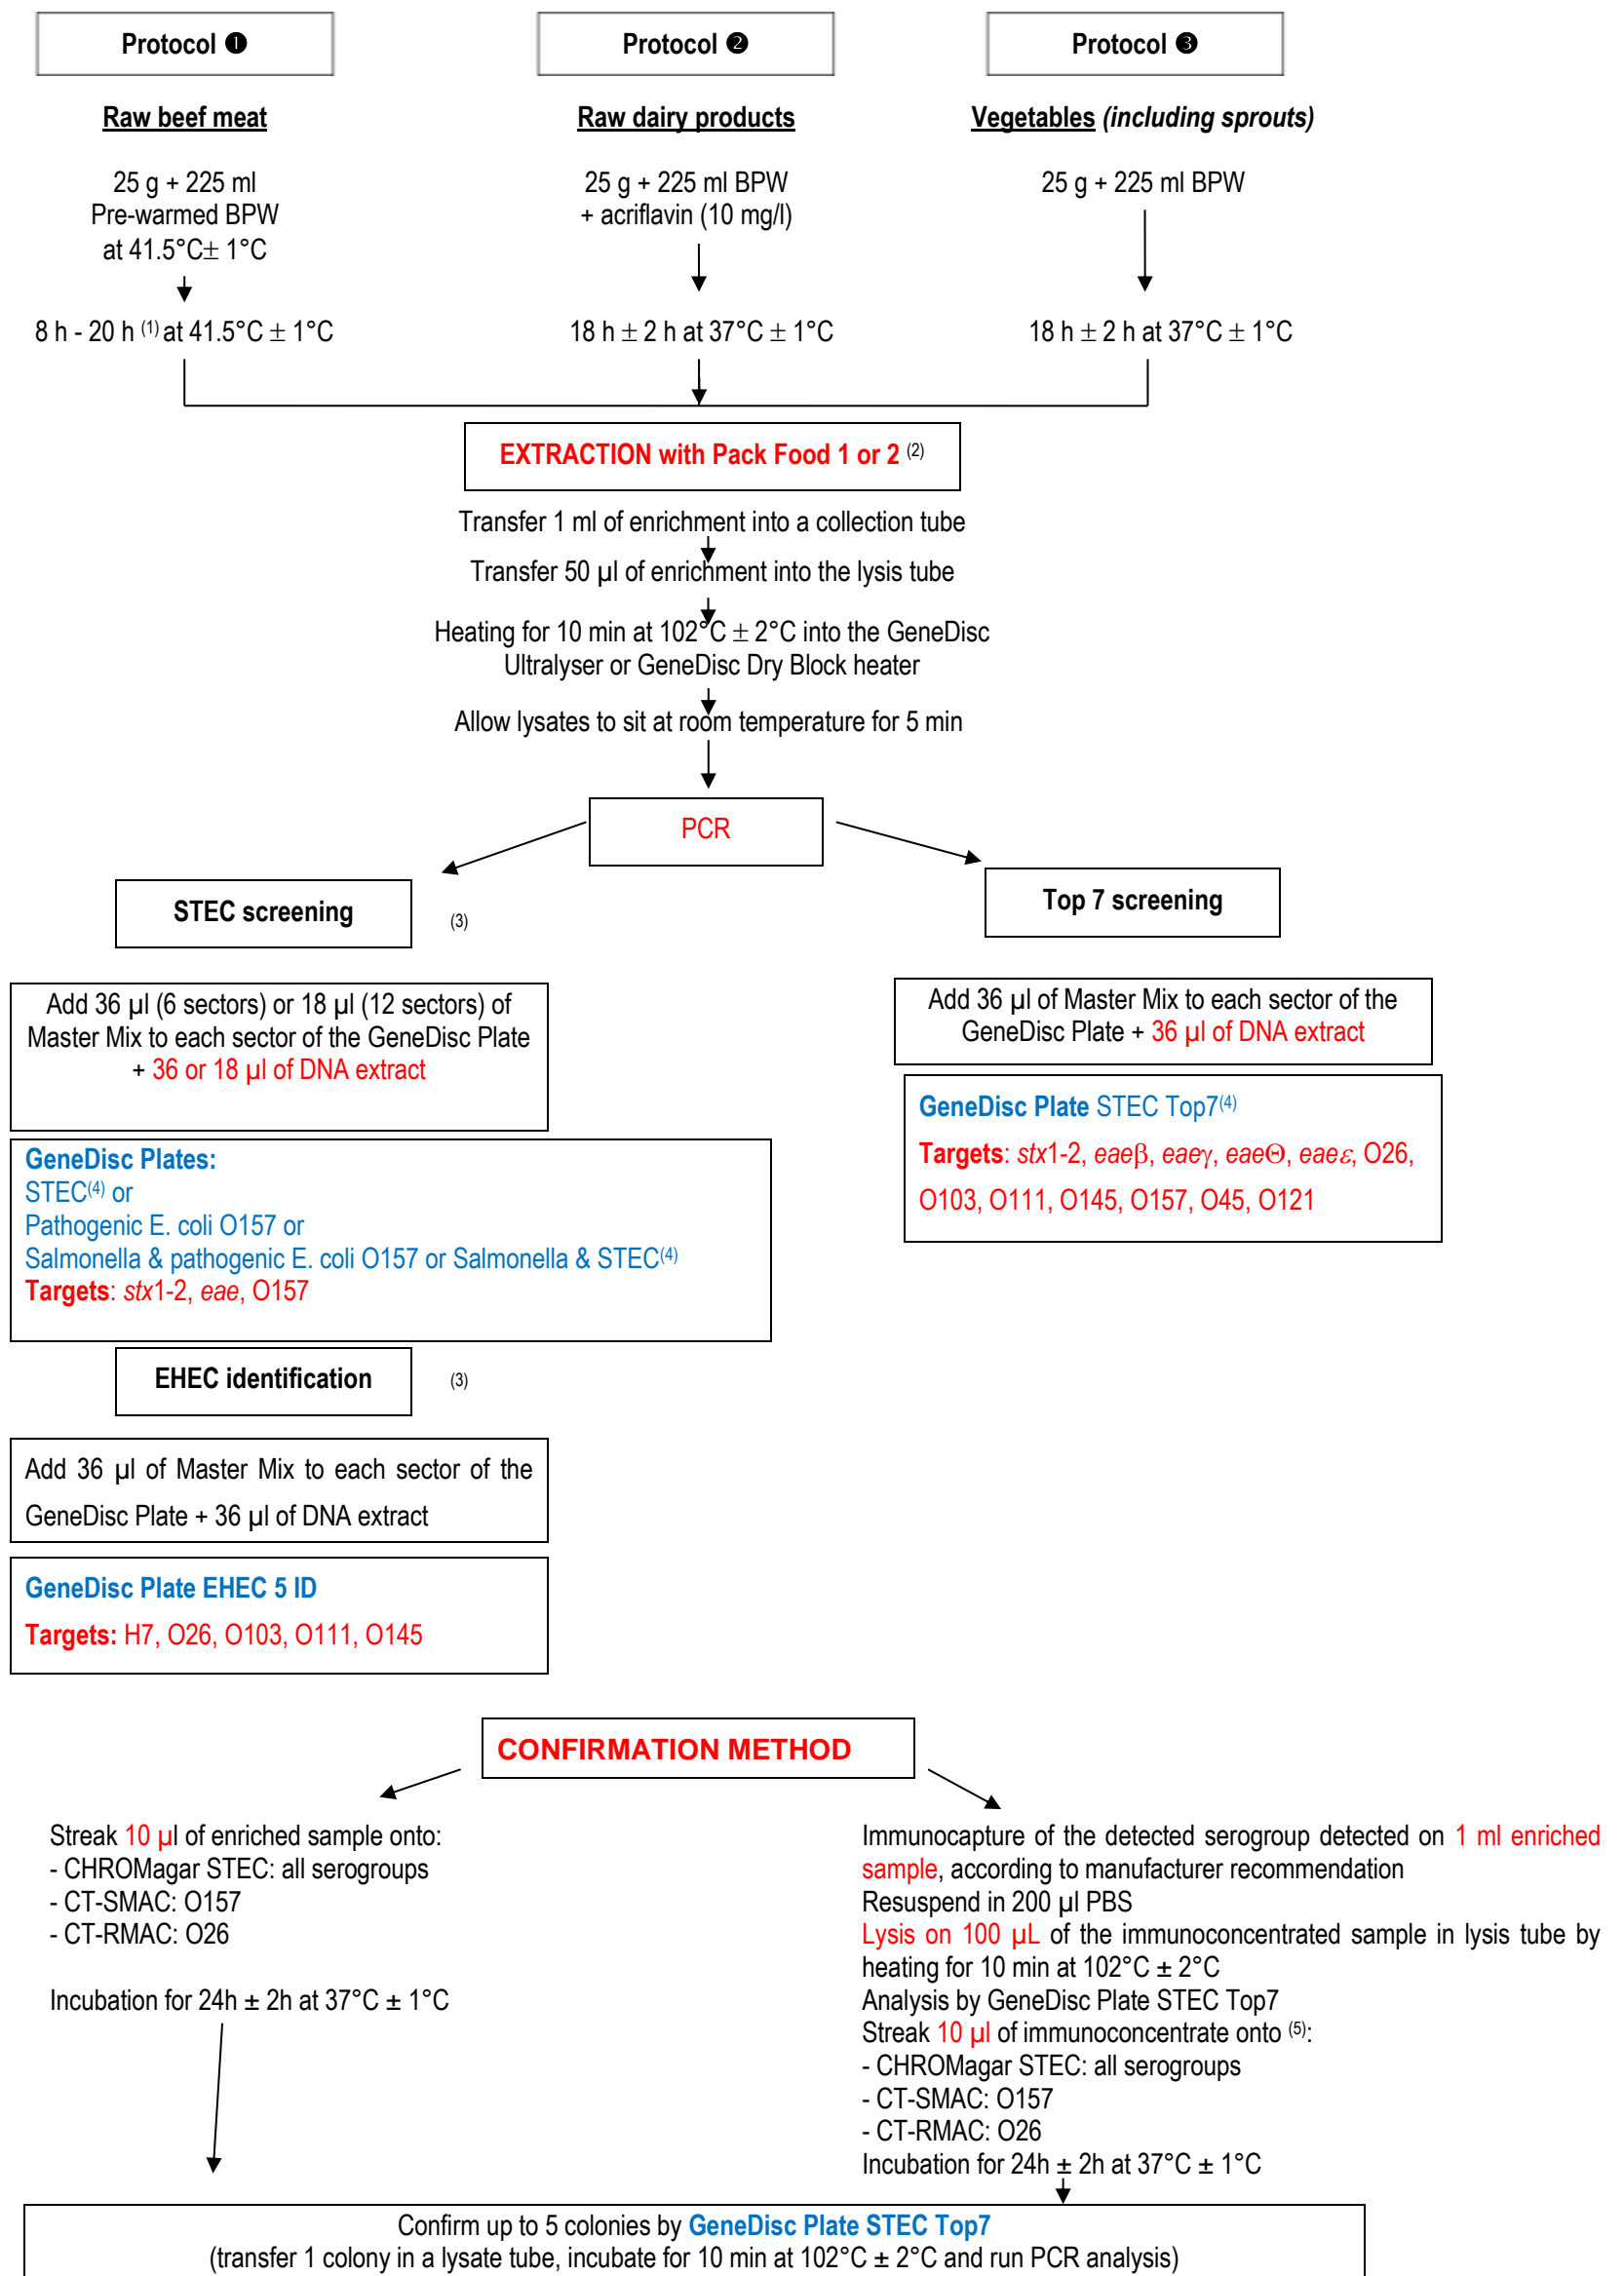 Protocol ❶
Protocol ❷
Protocol ❸
Raw beef meat
Raw dairy products
Vegetables (including sprouts)
25 g + 225 ml
Pre-warmed BPW
at 41.5°C± 1°C
25 g + 225 ml BPW
+ acriflavin (10 mg/l)
25 g + 225 ml BPW
8 h - 20 h (1) at 41.5°C ± 1°C
18 h ± 2 h at 37°C ± 1°C
18 h ± 2 h at 37°C ± 1°C
EXTRACTION with Pack Food 1 or 2 (2)
Transfer 1 ml of enrichment into a collection tube
Transfer 50 µl of enrichment into the lysis tube
Heating for 10 min at 102°C ± 2°C into the GeneDisc
Ultralyser or GeneDisc Dry Block heater
Allow lysates to sit at room temperature for 5 min
PCR
STEC screening
(3)
Top 7 screening
Add 36 µl (6 sectors) or 18 µl (12 sectors) of
Master Mix to each sector of the GeneDisc Plate
+ 36 or 18 µl of DNA extract
Add 36 µl of Master Mix to each sector of the
GeneDisc Plate + 36 µl of DNA extract
GeneDisc Plates:
STEC(4) or
Pathogenic E. coli O157 or
Salmonella & pathogenic E. coli O157 or Salmonella & STEC(4)
Targets: stx1-2, eae, O157
GeneDisc Plate STEC Top7(4)
Targets: stx1-2, eaeβ, eaeγ, eaeΘ, eaeε, O26,
O103, O111, O145, O157, O45, O121
EHEC identification
(3)
Add 36 µl of Master Mix to each sector of the
GeneDisc Plate + 36 µl of DNA extract
GeneDisc Plate EHEC 5 ID
Targets: H7, O26, O103, O111, O145
CONFIRMATION METHOD
Streak 10 µl of enriched sample onto:
- CHROMagar STEC: all serogroups
- CT-SMAC: O157
- CT-RMAC: O26
Incubation for 24h ± 2h at 37°C ± 1°C
Immunocapture of the detected serogroup detected on 1 ml enriched
sample, according to manufacturer recommendation
Resuspend in 200 µl PBS
Lysis on 100 µL of the immunoconcentrated sample in lysis tube by
heating for 10 min at 102°C ± 2°C
Analysis by GeneDisc Plate STEC Top7
Streak 10 µl of immunoconcentrate onto (5):
- CHROMagar STEC: all serogroups
- CT-SMAC: O157
- CT-RMAC: O26
Incubation for 24h ± 2h at 37°C ± 1°C
Confirm up to 5 colonies by GeneDisc Plate STEC Top7
(transfer 1 colony in a lysate tube, incubate for 10 min at 102°C ± 2°C and run PCR analysis)